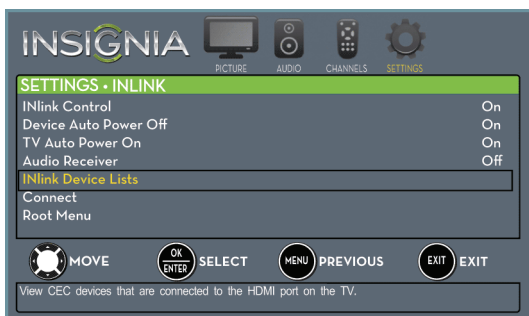 INSIGNIA
PICTURE AUDIO CHANNELS SETTINGS
SETTINGS • INLINK
INlink Control On
Device Auto Power Off On
TV Auto Power On On
Audio Receiver Off
INlink Device Lists
Connect
Root Menu
MOVE OK ENTER SELECT MENU PREVIOUS EXIT EXIT
View CEC devices that are connected to the HDMI port on the TV.